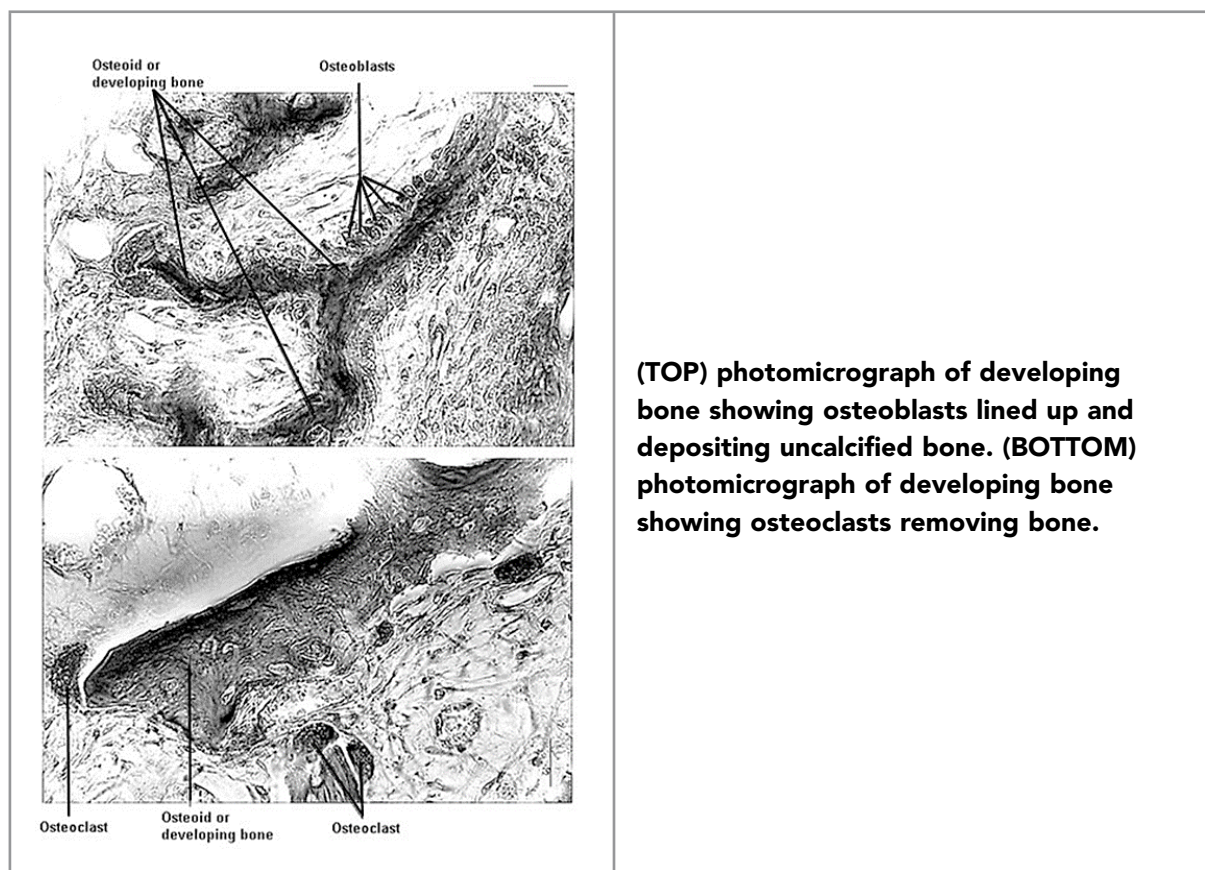 Osteoid or
developing bone
Osteoblasts
Osteoclast
Osteoid or
developing bone
Osteoclast
(TOP) photomicrograph of developing
bone showing osteoblasts lined up and
depositing uncalcified bone. (BOTTOM)
photomicrograph of developing bone
showing osteoclasts removing bone.